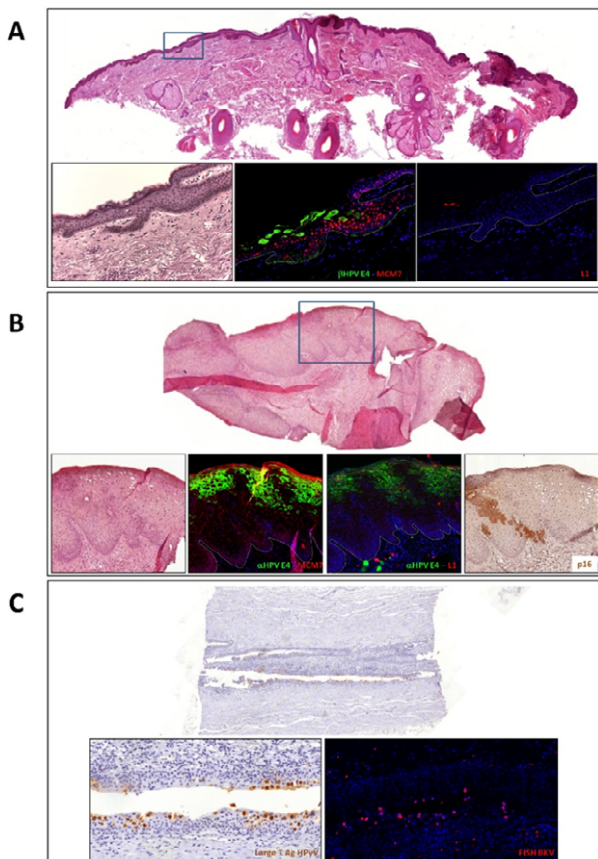 A
βHPV E4 - MCM7
L1
B
αHPV E4 - MCM7
αHPV E4 - L1
p16
C
Large T Ag HPyV
FISH BKV